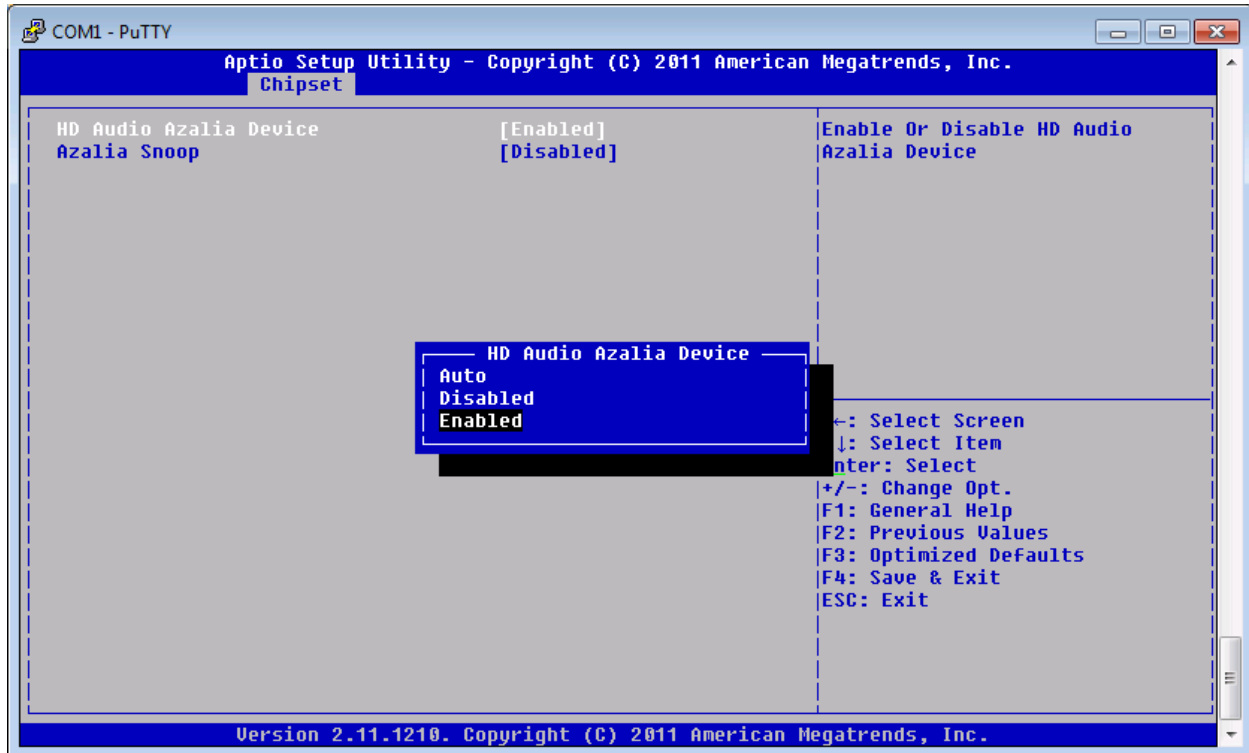 COM1 - PuTTY
Aptio Setup Utility - Copyright (C) 2011 American Megatrends, Inc.
Chipset
HD Audio Azalia Device [Enabled]
Azalia Snoop [Disabled]
Enable Or Disable HD Audio
Azalia Device
HD Audio Azalia Device
Auto
Disabled
Enabled
←: Select Screen
↓: Select Item
nter: Select
+/-: Change Opt.
F1: General Help
F2: Previous Values
F3: Optimized Defaults
F4: Save & Exit
ESC: Exit
Version 2.11.1210. Copyright (C) 2011 American Megatrends, Inc.